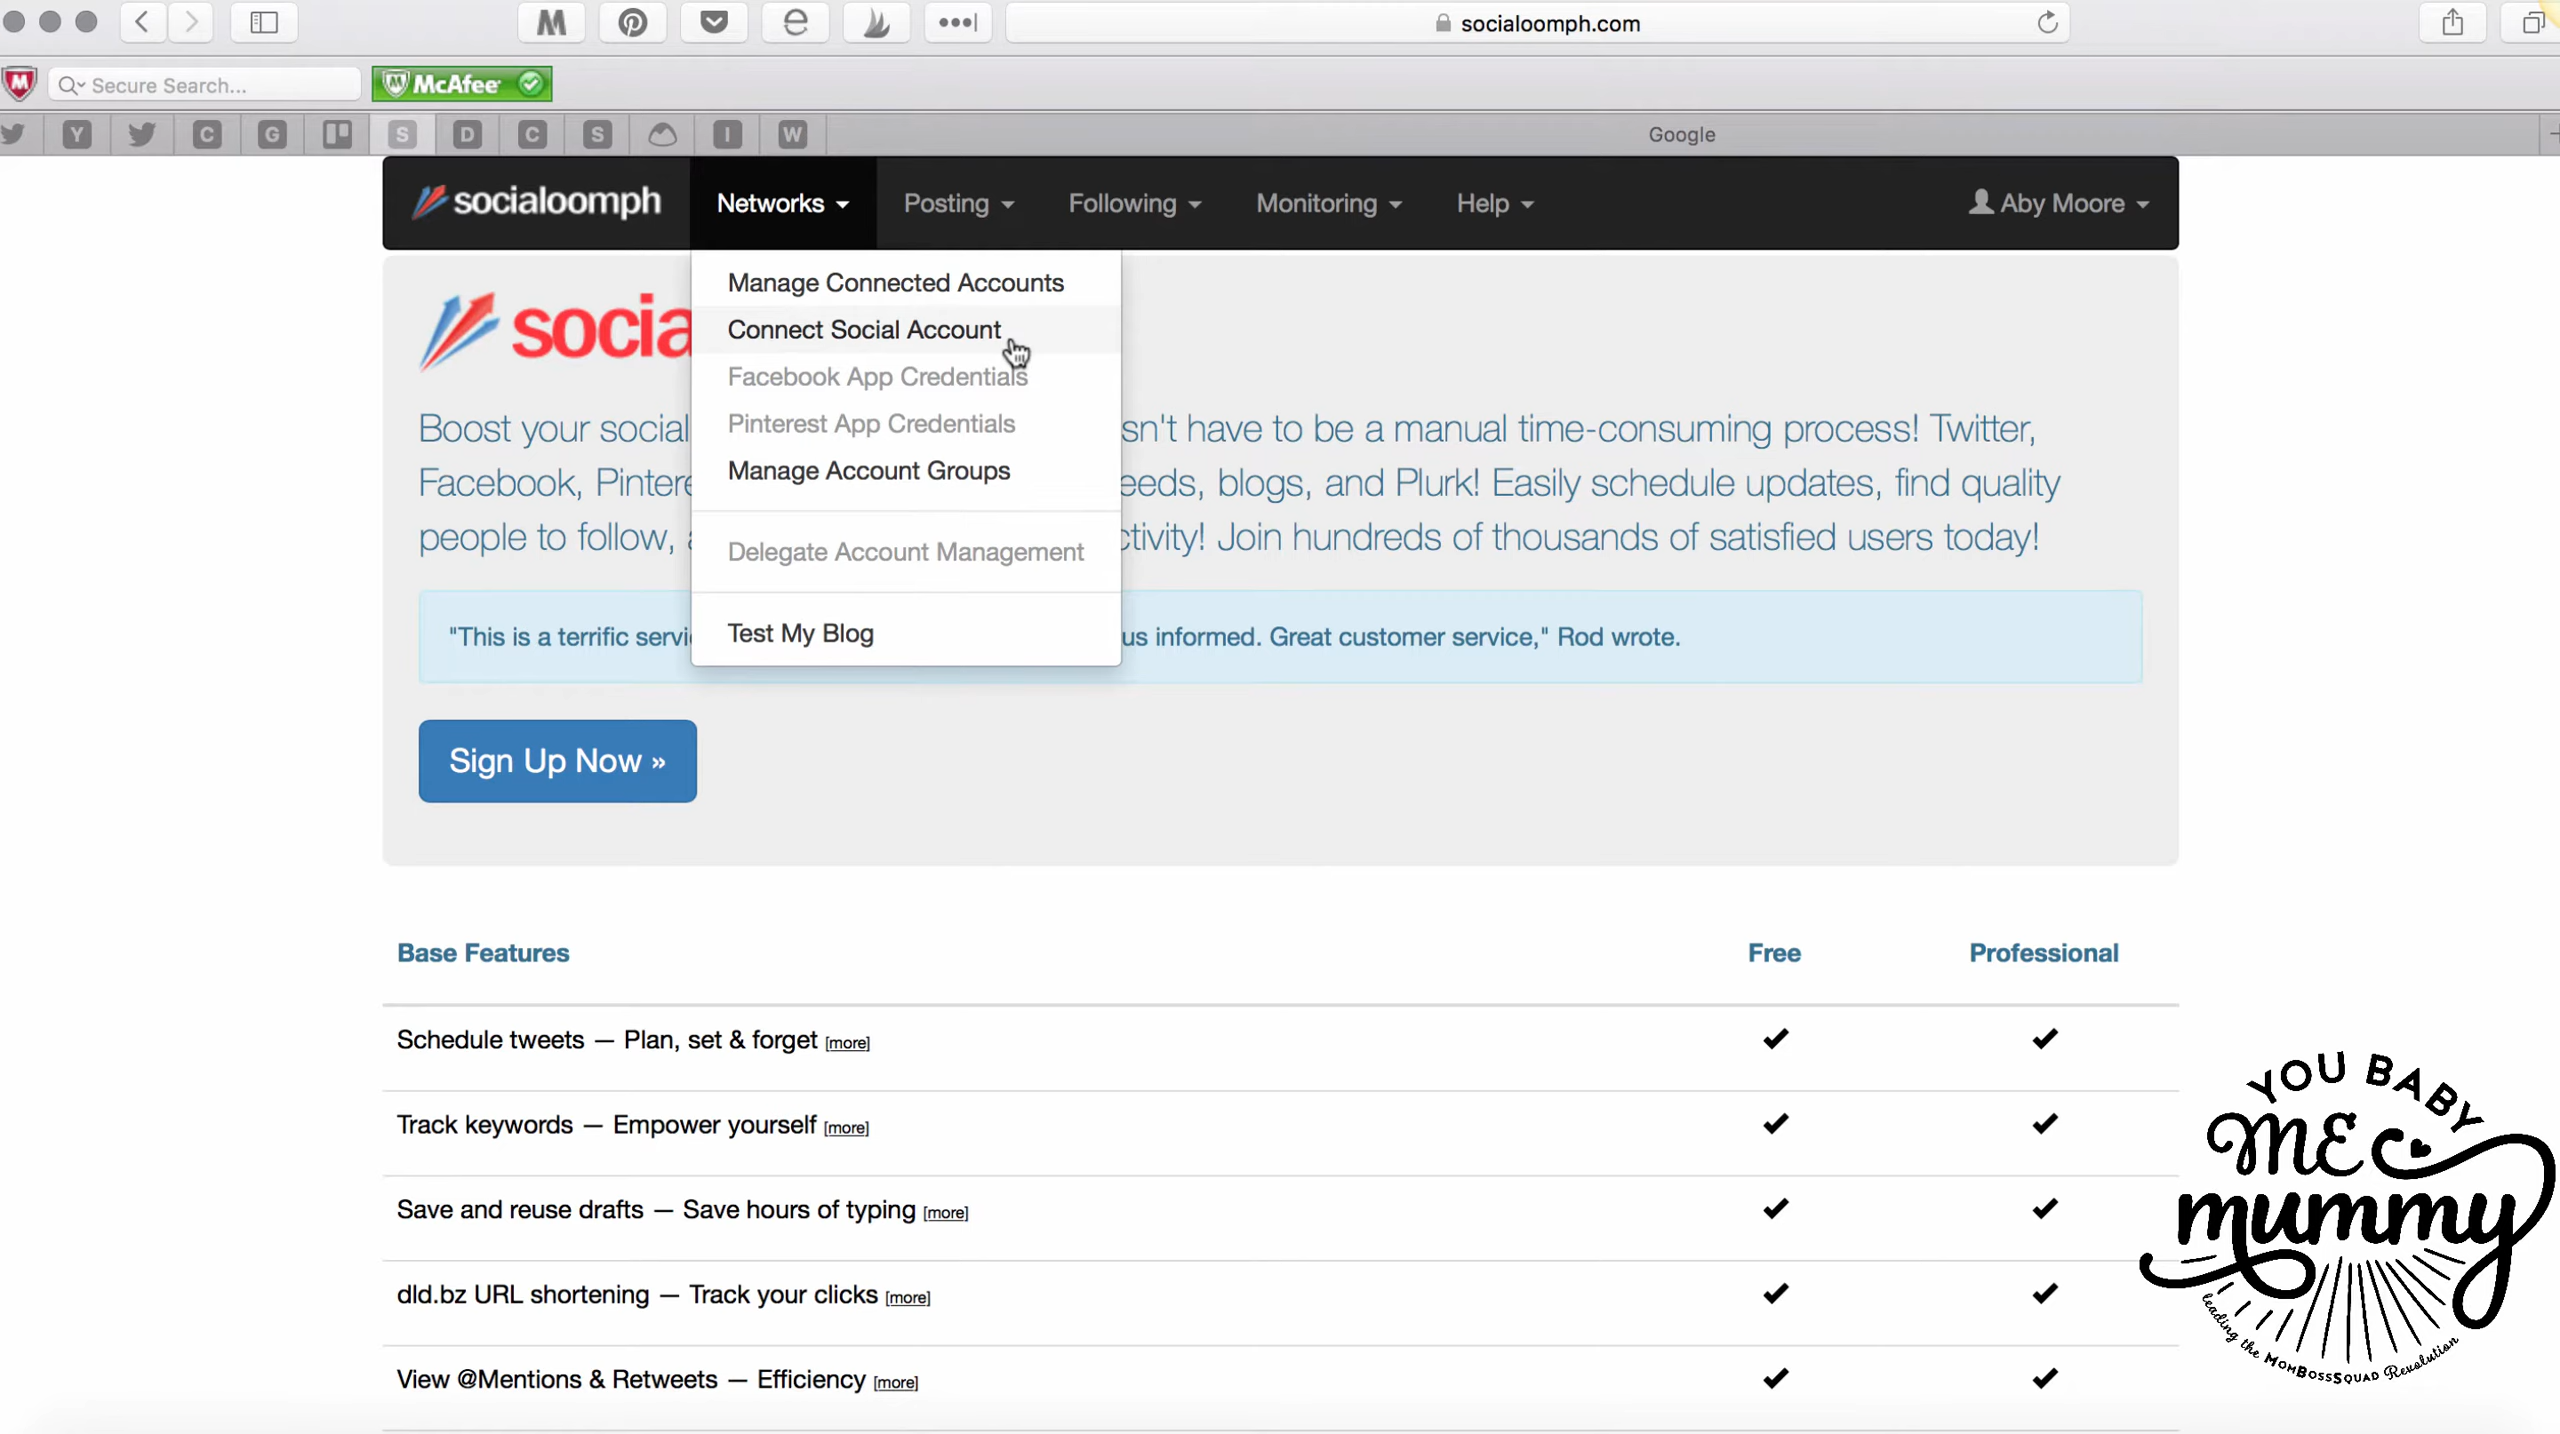 socialoomph.com
Secure Search...
McAfee
Y C G S D C S I W
Google
socialoomph Networks Posting Following Monitoring Help Aby Moore
Manage Connected Accounts
Connect Social Account
Facebook App Credentials
Pinterest App Credentials
Manage Account Groups
Delegate Account Management
Test My Blog
socia
Boost your social sn't have to be a manual time-consuming process! Twitter,
Facebook, Pintere eeds, blogs, and Plurk! Easily schedule updates, find quality
people to follow, ctivity! Join hundreds of thousands of satisfied users today!
"This is a terrific servi us informed. Great customer service," Rod wrote.
Sign Up Now »
Base Features Free Professional
Schedule tweets — Plan, set & forget [more]
Track keywords — Empower yourself [more]
Save and reuse drafts — Save hours of typing [more]
dld.bz URL shortening — Track your clicks [more]
View @Mentions & Retweets — Efficiency [more]
YOU BABY
ME
mummy
leading the MomBossSquad Revolution